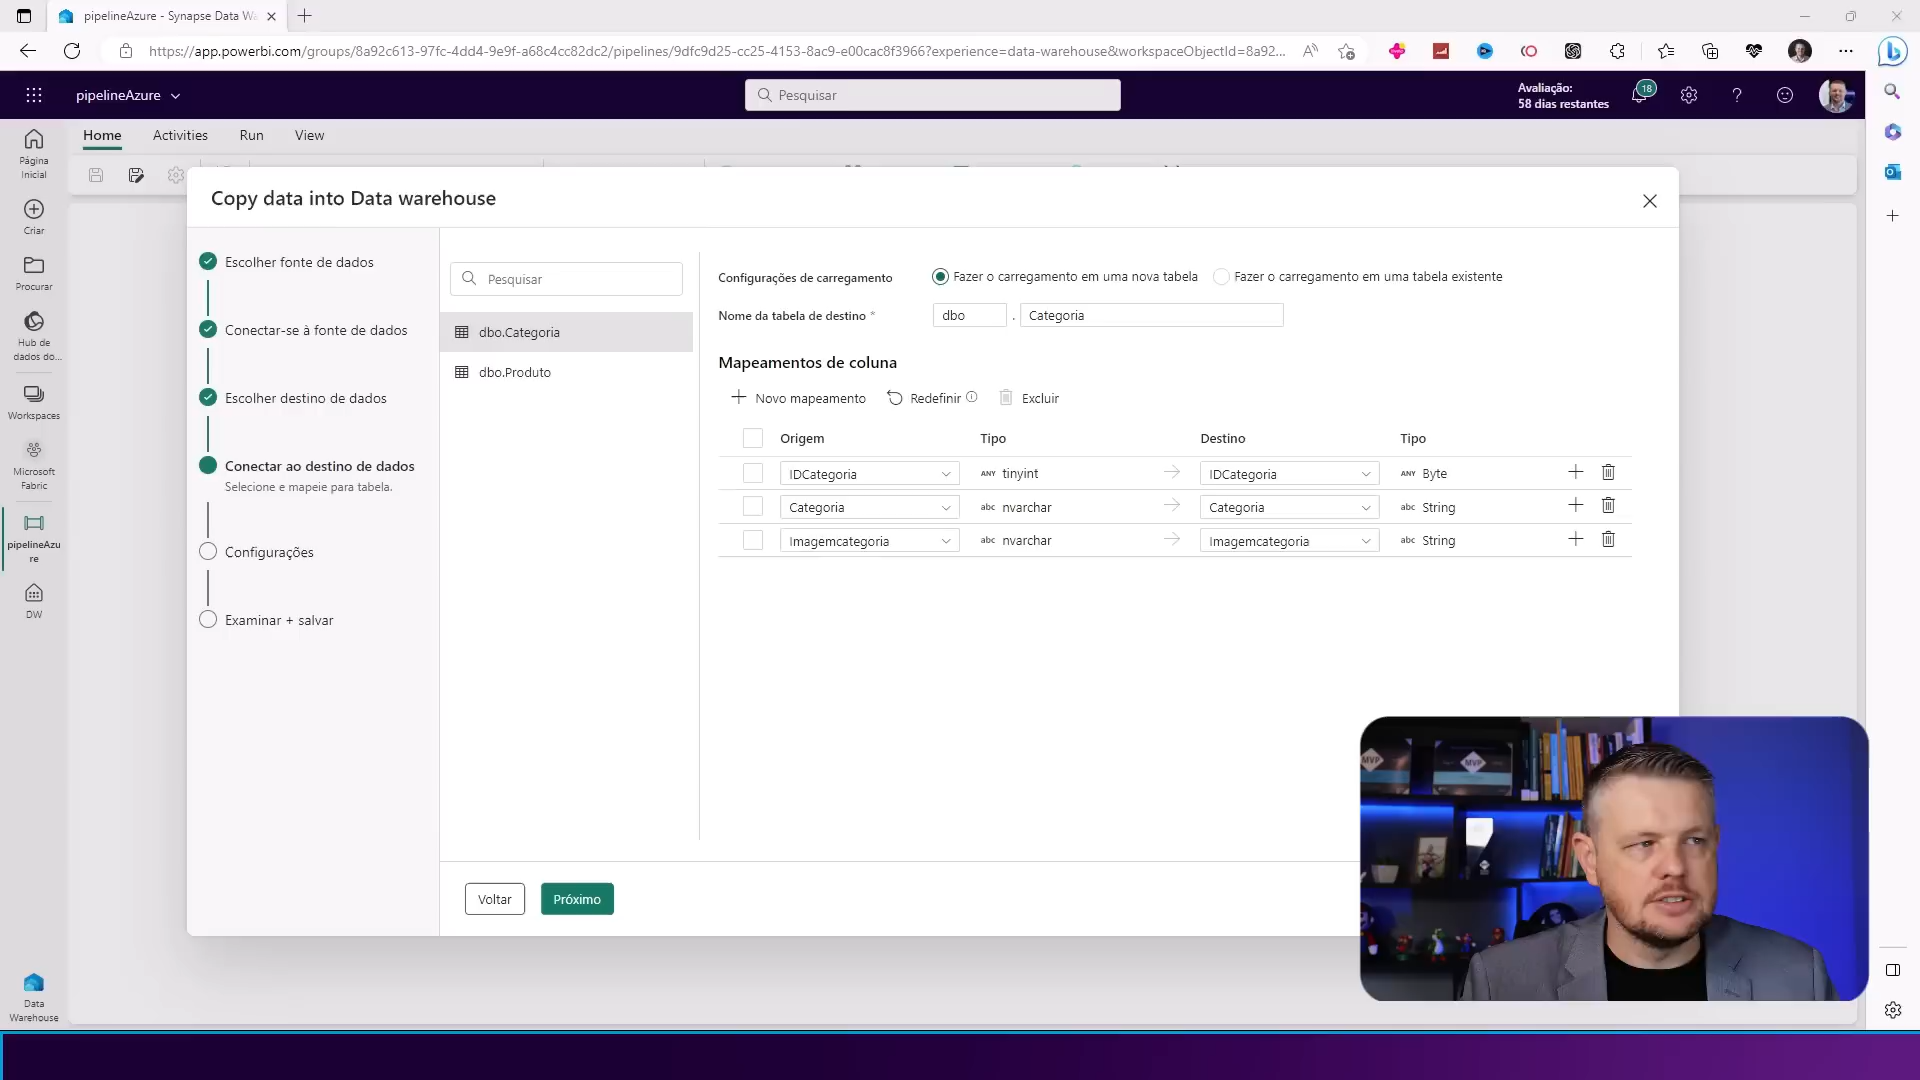 pipelineAzure - Synapse Data Wa
https://app.powerbi.com/groups/8a92c613-97fc-4dd4-9e9f-a68c4cc82dc2/pipelines/9dfc9d25-cc25-4153-8ac9-e00cac8f3966?experience=data-warehouse&workspaceObjectId=8a92...
pipelineAzure
Pesquisar
Avaliação:
58 dias restantes
18
Home Activities Run View
Página
Inicial
Criar
Procurar
Hub de
dados do...
Workspaces
Microsoft
Fabric
pipelineAzu
re
DW
Data
Warehouse
Copy data into Data warehouse
Escolher fonte de dados
Conectar-se à fonte de dados
Escolher destino de dados
Conectar ao destino de dados
Selecione e mapeie para tabela.
Configurações
Examinar + salvar
Pesquisar
dbo.Categoria
dbo.Produto
Configurações de carregamento Fazer o carregamento em uma nova tabela Fazer o carregamento em uma tabela existente
Nome da tabela de destino * dbo . Categoria
Mapeamentos de coluna
Novo mapeamento Redefinir Excluir
Origem Tipo Destino Tipo
IDCategoria ANY tinyint IDCategoria ANY Byte
Categoria abc nvarchar Categoria abc String
Imagemcategoria abc nvarchar Imagemcategoria abc String
Voltar Próximo
MVP
MVP